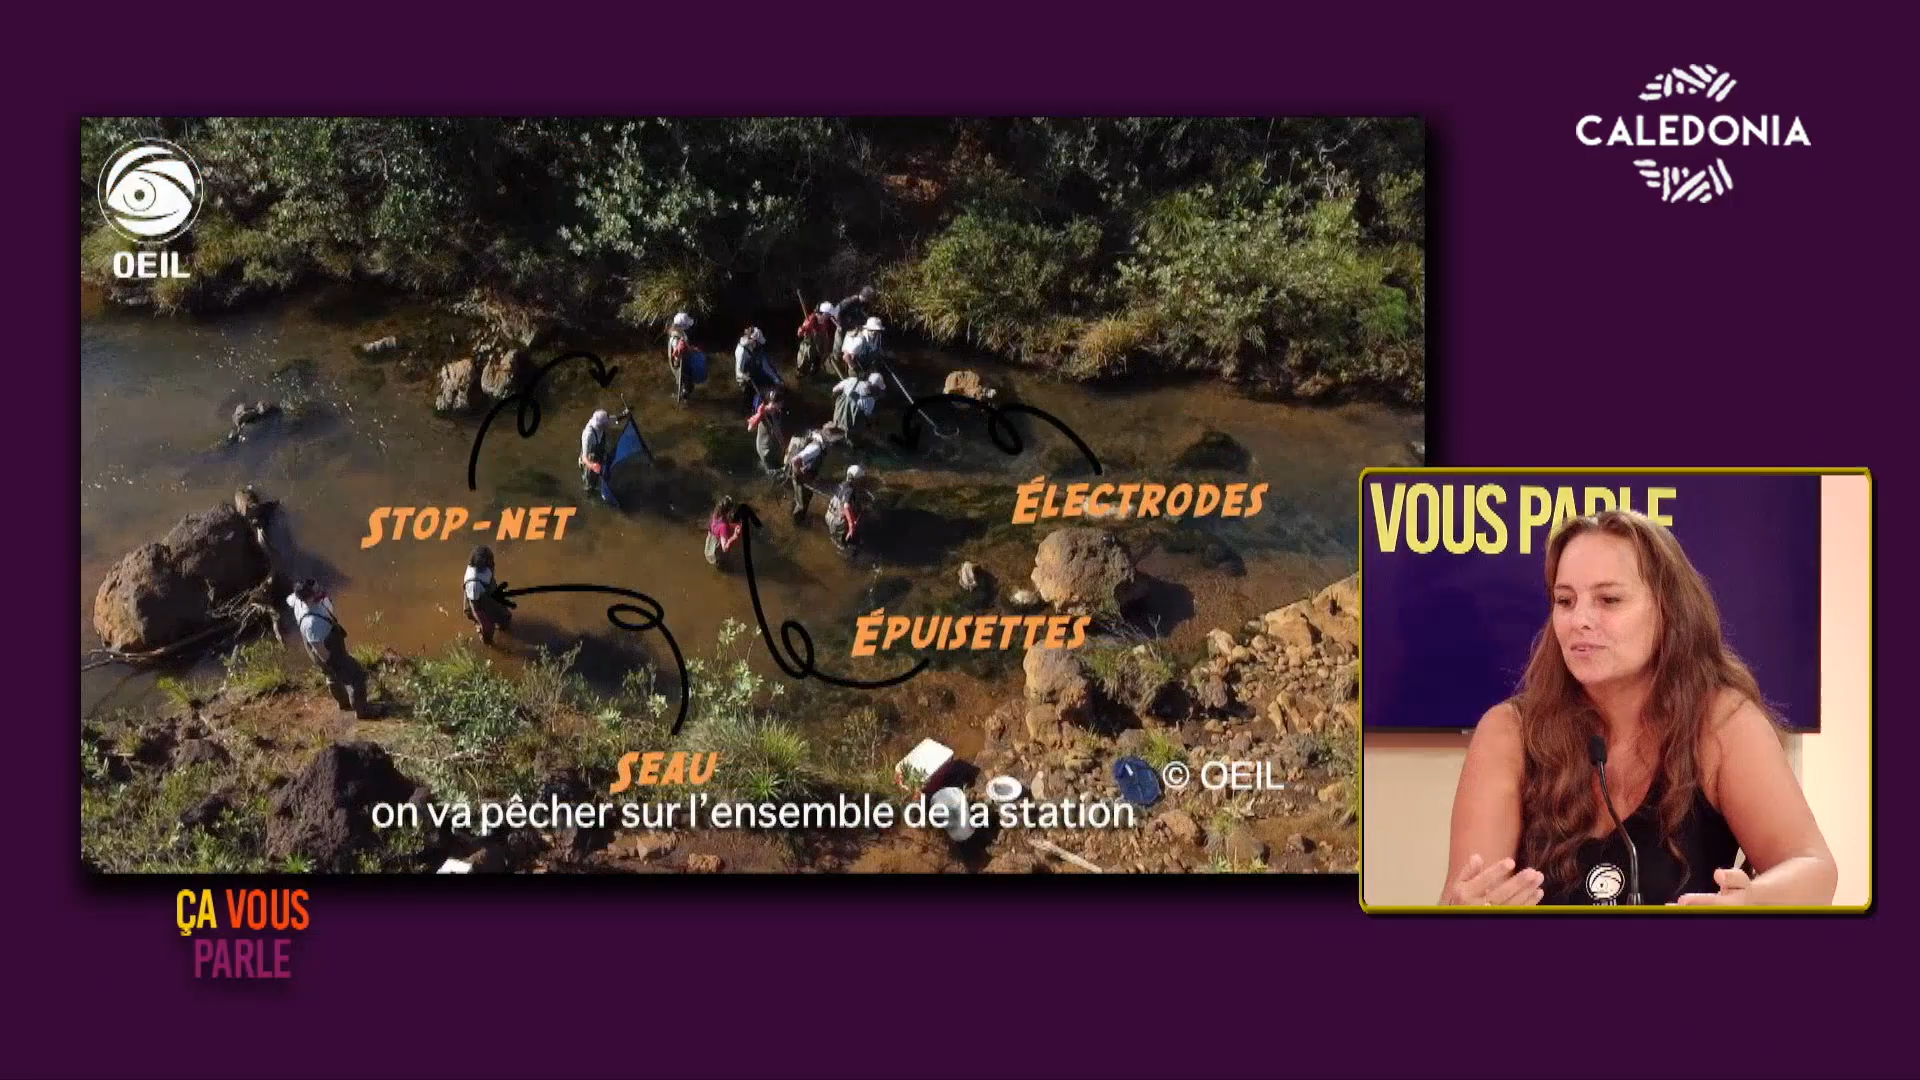 CALEDONIA
OEIL
STOP-NET
ÉLECTRODES
ÉPUISETTES
SEAU
© OEIL
on va pêcher sur l'ensemble de la station
VOUS PARLE
ÇA VOUS
PARLE